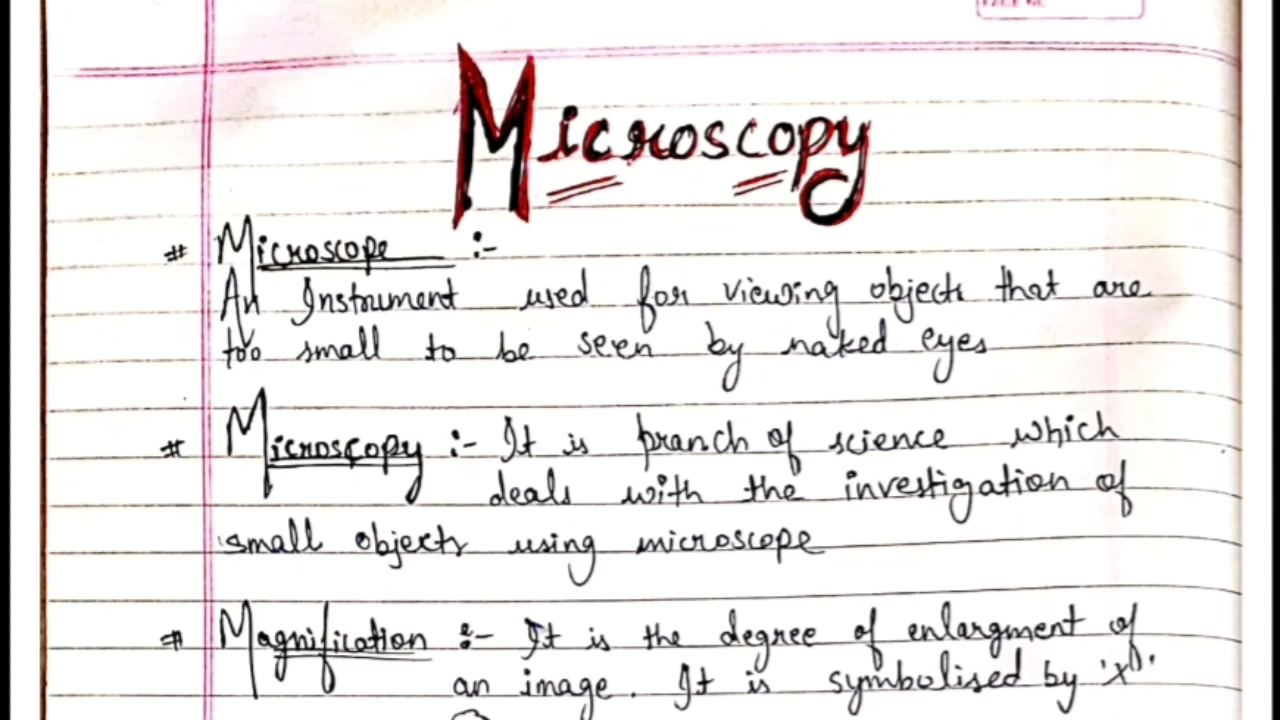 PAGE NO.
Microscopy
# Microscope :-
An Instrument used for viewing objects that are
too small to be seen by naked eyes
# Microscopy :- It is branch of science which
deals with the investigation of
small objects using microscope
# Magnification :- It is the degree of enlargment of
an image. It is symbolised by 'x'